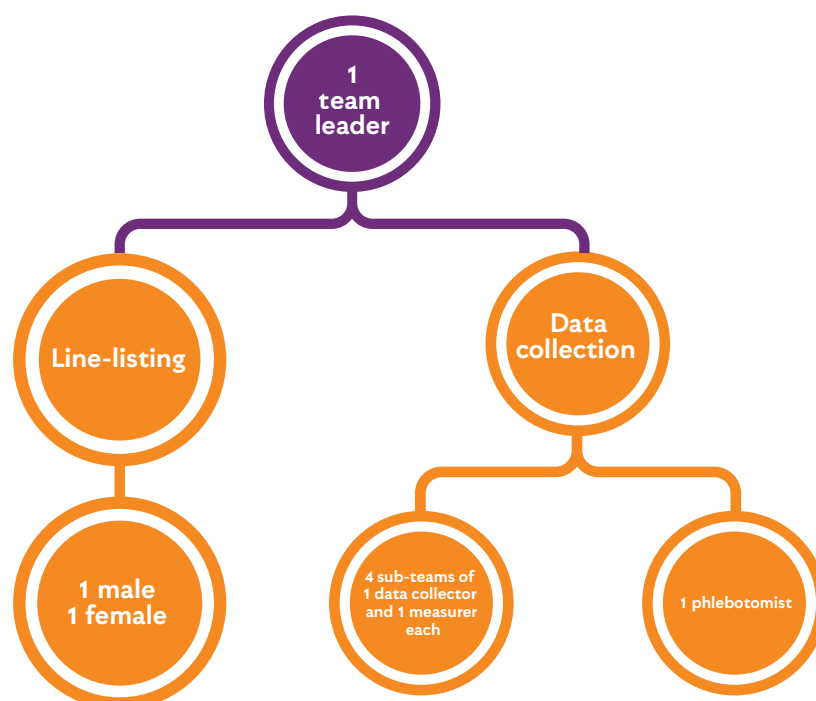 1
team
leader
Line-listing
Data
collection
1 male
1 female
4 sub-teams of
1 data collector
and 1 measurer
each
1 phlebotomist